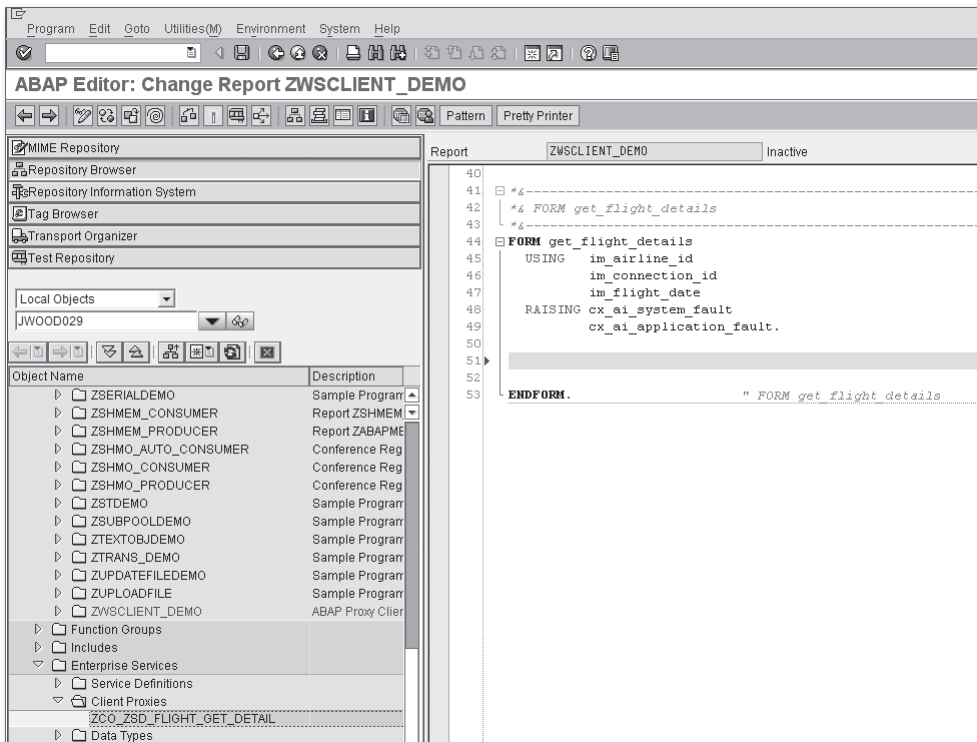 Program Edit Goto Utilities(M) Environment System Help
ABAP Editor: Change Report ZWSCLIENT_DEMO
Pattern Pretty Printer
MIME Repository
Repository Browser
Repository Information System
Tag Browser
Transport Organizer
Test Repository
Local Objects
JWOOD029
Object Name Description
ZSERIALDEMO Sample Program
ZSHMEM_CONSUMER Report ZSHMEM
ZSHMEM_PRODUCER Report ZABAPME
ZSHMO_AUTO_CONSUMER Conference Reg
ZSHMO_CONSUMER Conference Reg
ZSHMO_PRODUCER Conference Reg
ZSTDEMO Sample Program
ZSUBPOOLDEMO Sample Program
ZTEXTOBJDEMO Sample Program
ZTRANS_DEMO Sample Program
ZUPDATEFILEDEMO Sample Program
ZUPLOADFILE Sample Program
ZWSCLIENT_DEMO ABAP Proxy Clier
Function Groups
Includes
Enterprise Services
Service Definitions
Client Proxies
ZCO_ZSD_FLIGHT_GET_DETAIL
Data Types
Report ZWSCLIENT_DEMO Inactive
40
41 *&---------------------------------------------------------
42 *& FORM get_flight_details
43 *&---------------------------------------------------------
44 FORM get_flight_details
45 USING im_airline_id
46 im_connection_id
47 im_flight_date
48 RAISING cx_ai_system_fault
49 cx_ai_application_fault.
50
51
52
53 ENDFORM. " FORM get_flight_details